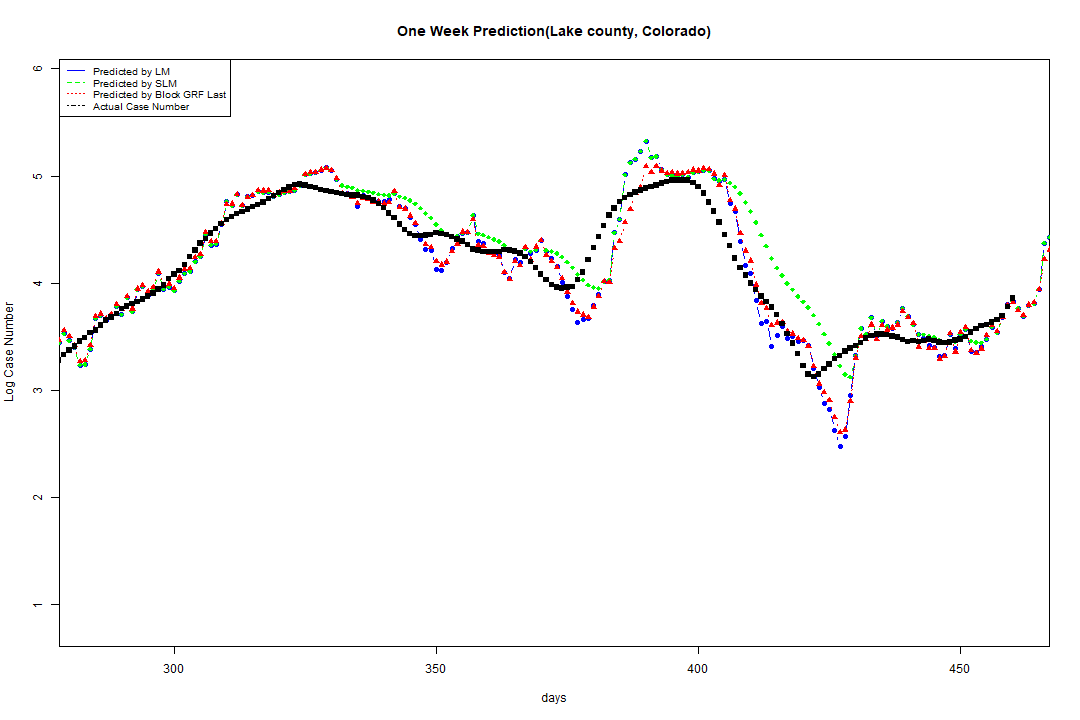 One Week Prediction(Lake county, Colorado)
Predicted by LM
Predicted by SLM
Predicted by Block GRF Last
Actual Case Number
6
5
4
3
2
1
Log Case Number
300 350 400 450
days